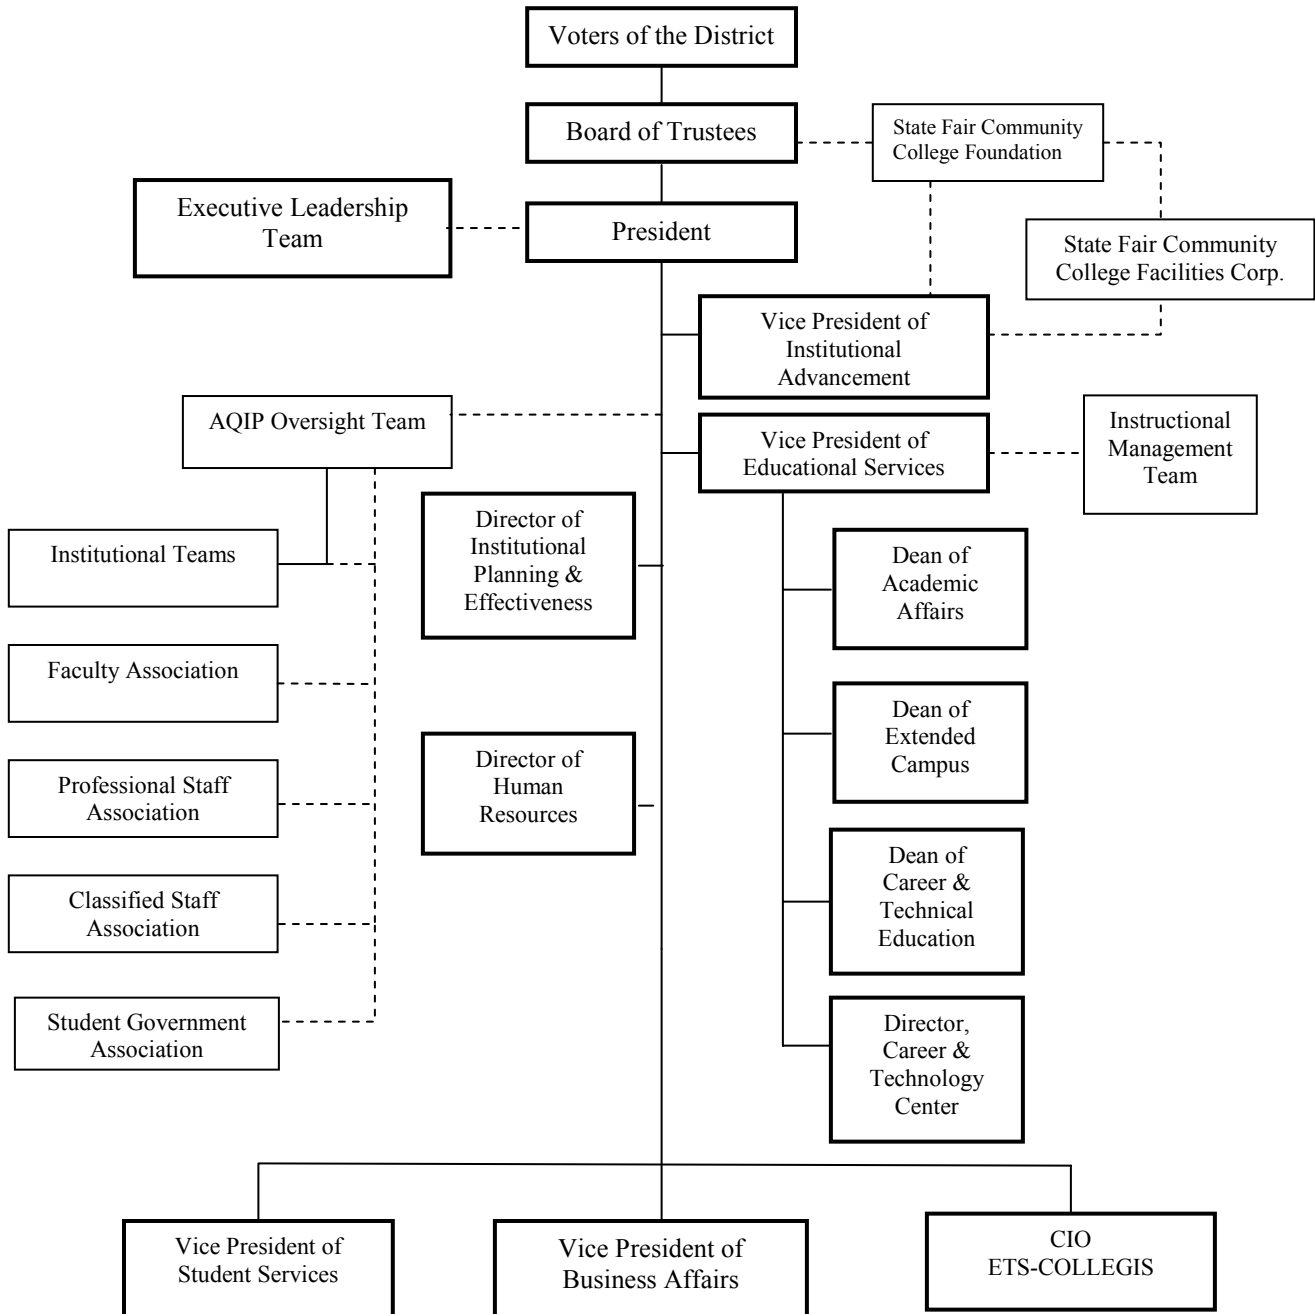 Voters of the District
Board of Trustees
State Fair Community
College Foundation
Executive Leadership
Team
President
State Fair Community
College Facilities Corp.
Vice President of
Institutional
Advancement
AQIP Oversight Team
Vice President of
Educational Services
Instructional
Management
Team
Director of
Institutional
Planning &
Effectiveness
Institutional Teams
Dean of
Academic
Affairs
Faculty Association
Dean of
Extended
Campus
Director of
Human
Resources
Professional Staff
Association
Dean of
Career &
Technical
Education
Classified Staff
Association
Student Government
Association
Director,
Career &
Technology
Center
Vice President of
Student Services
Vice President of
Business Affairs
CIO
ETS-COLLEGIS